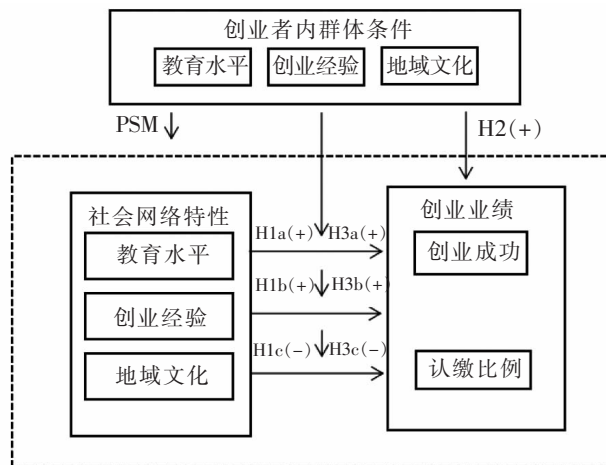 创业者内群体条件
教育水平 创业经验 地域文化
PSM H2(+)
社会网络特性 创业业绩
H1a(+) H3a(+)
教育水平 创业成功
H1b(+) H3b(+)
创业经验
H1c(-) H3c(-)
地域文化 认缴比例